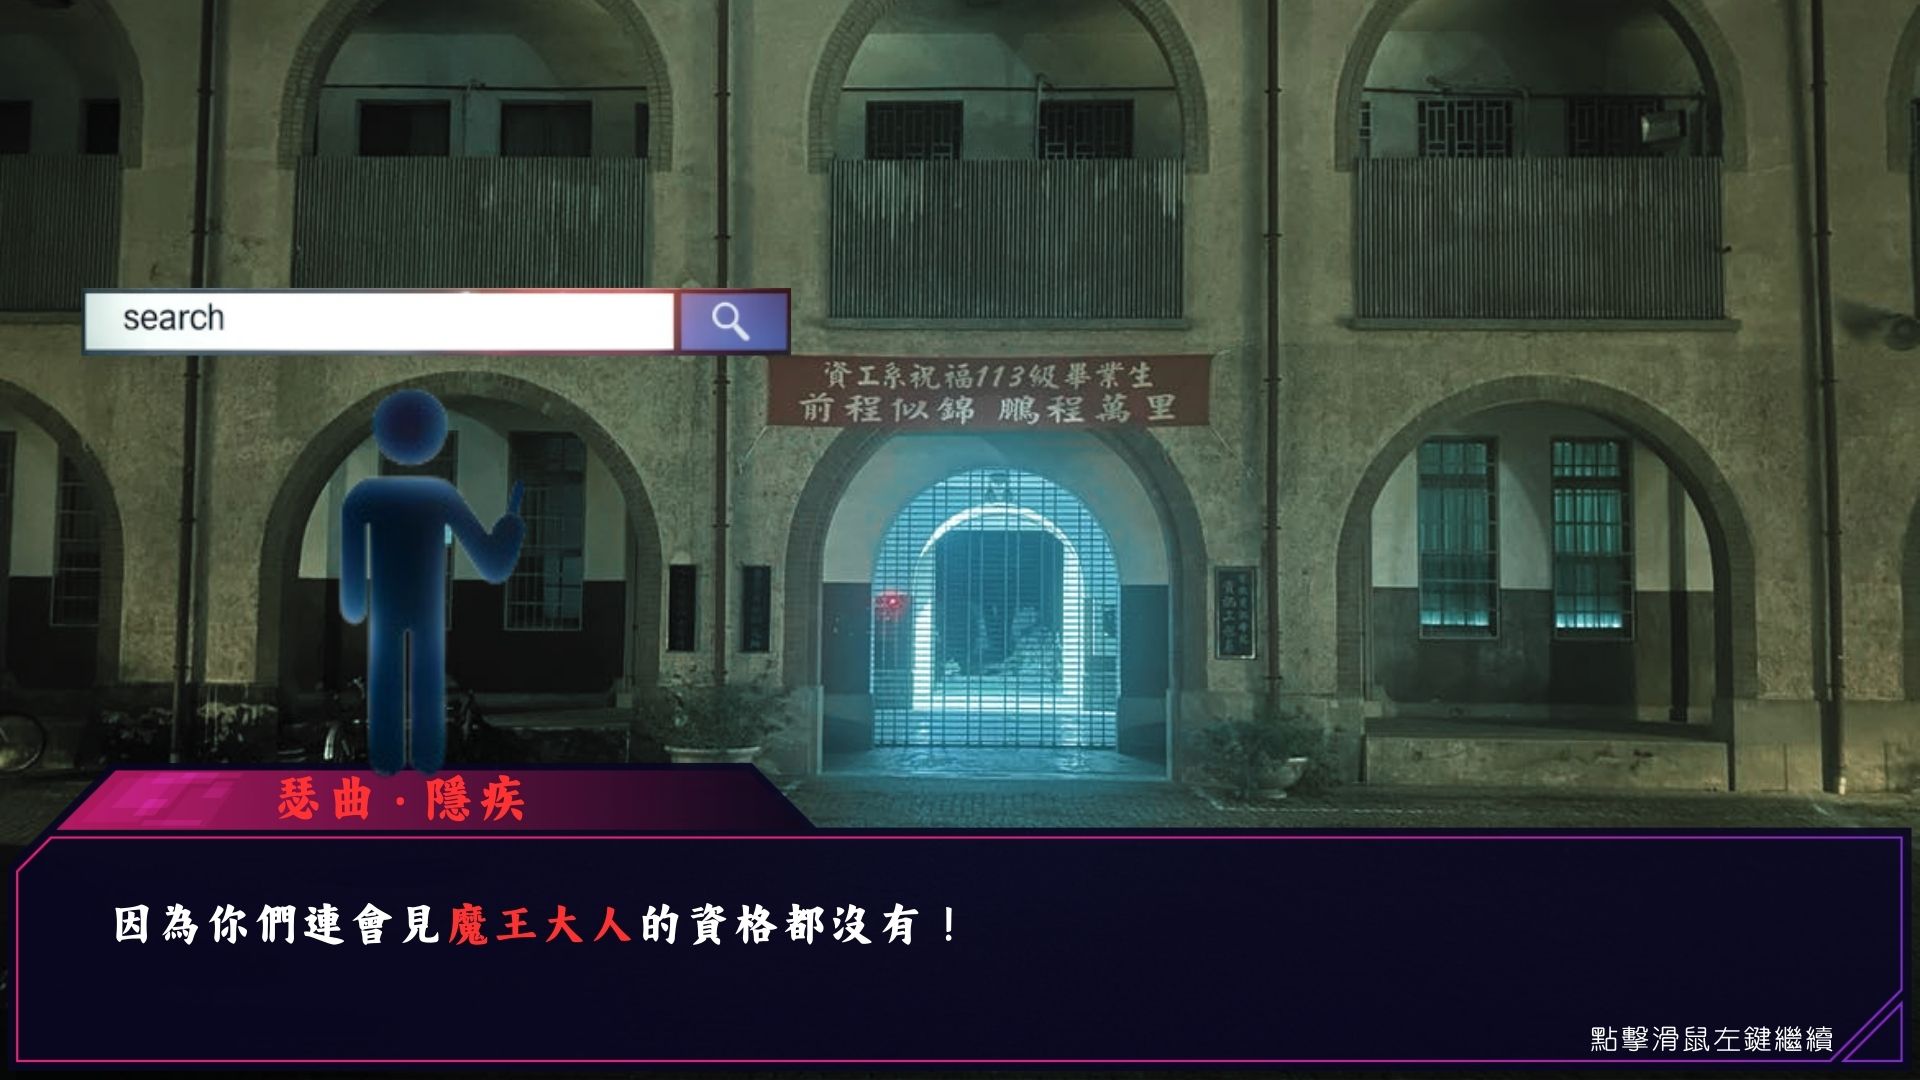 search
資工系祝福113級畢業生
前程似錦 鵬程萬里
瑟曲·隱疾
因為你們連會見魔王大人的資格都沒有！
點擊滑鼠左鍵繼續